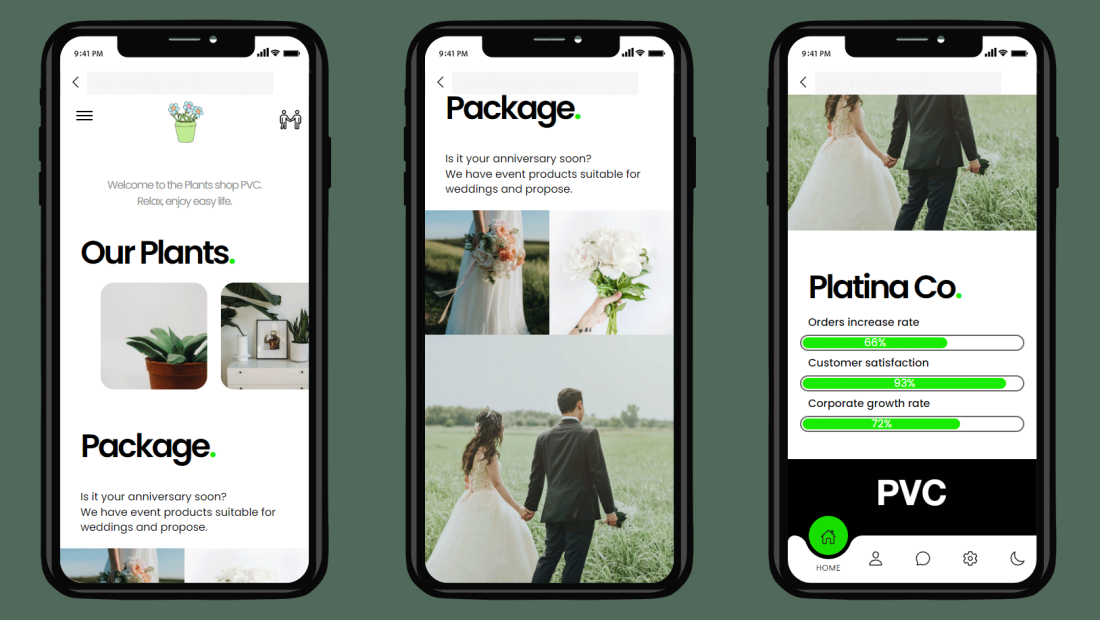 9:41 PM
Welcome to the Plants shop PVC.
Relax, enjoy easy life.
Our Plants.
Package.
Is it your anniversary soon?
We have event products suitable for
weddings and propose.
9:41 PM
Package.
Is it your anniversary soon?
We have event products suitable for
weddings and propose.
9:41 PM
Platina Co.
Orders increase rate
66%
Customer satisfaction
93%
Corporate growth rate
72%
PVC
HOME